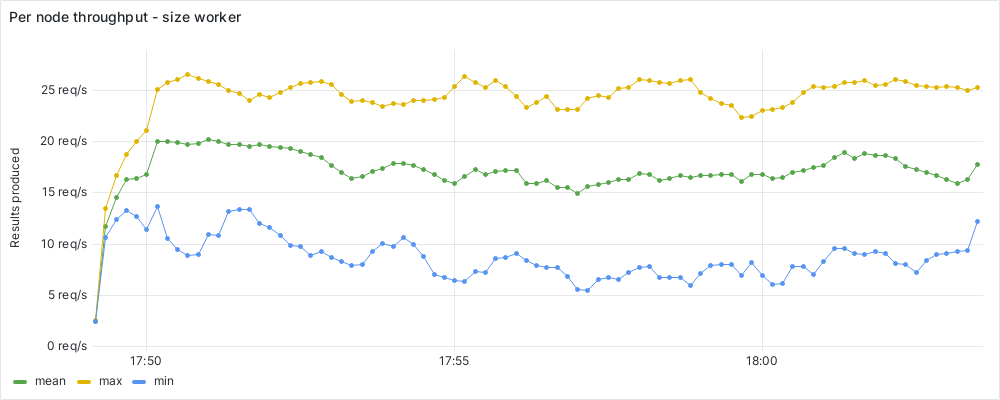 Per node throughput - size worker
Results produced
25 req/s
20 req/s
15 req/s
10 req/s
5 req/s
0 req/s
17:50 17:55 18:00
mean max min